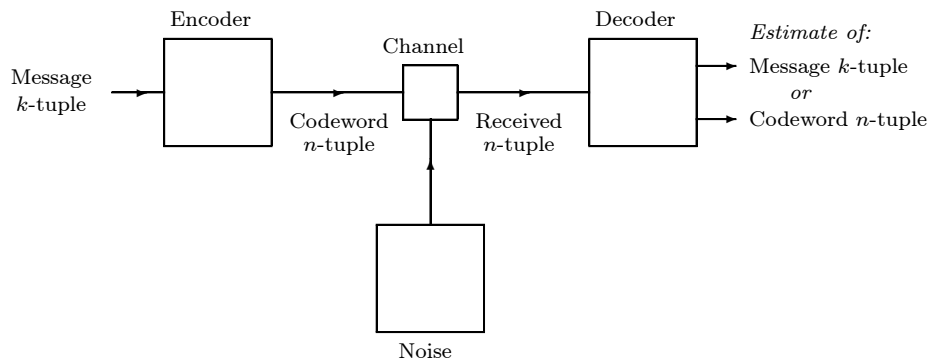 Encoder
Decoder
Estimate of:
Channel
Message
k-tuple
Message k-tuple
or
Codeword n-tuple
Codeword
n-tuple
Received
n-tuple
Noise